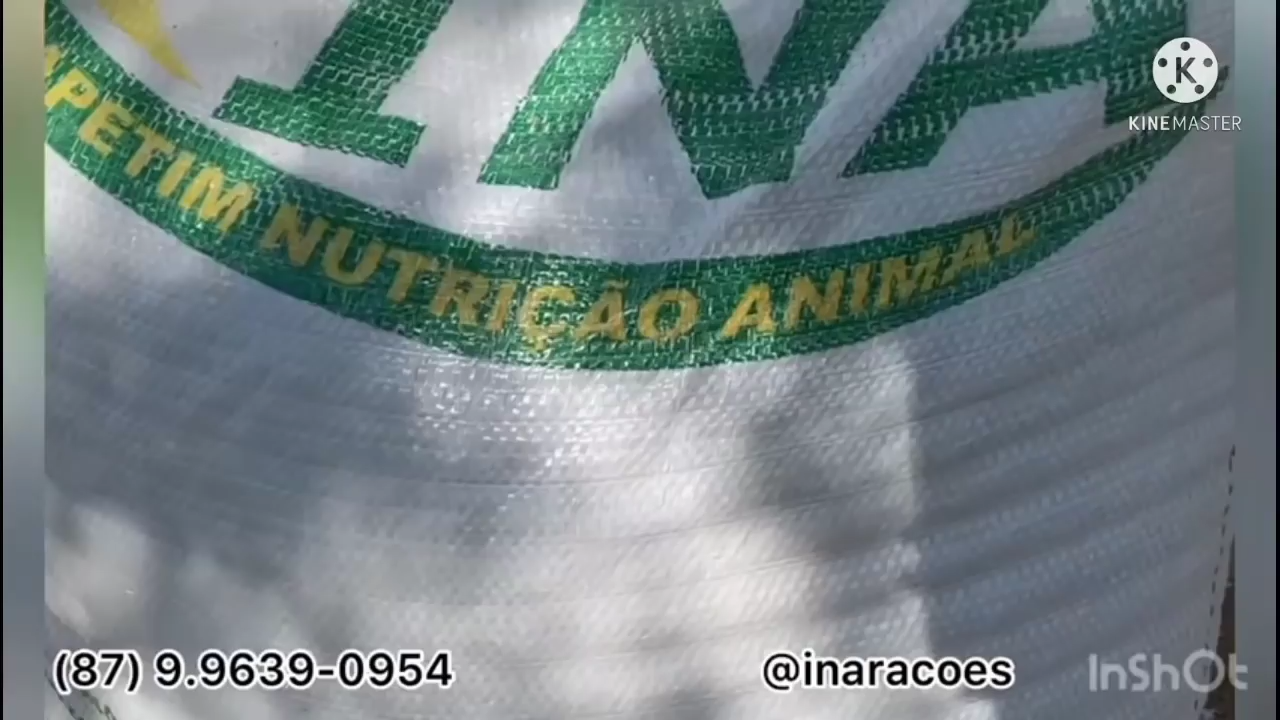 INA
APETIM NUTRIÇÃO ANIMAL
K
KINEMASTER
(87) 9.9639-0954
@inaracoes
InShOt